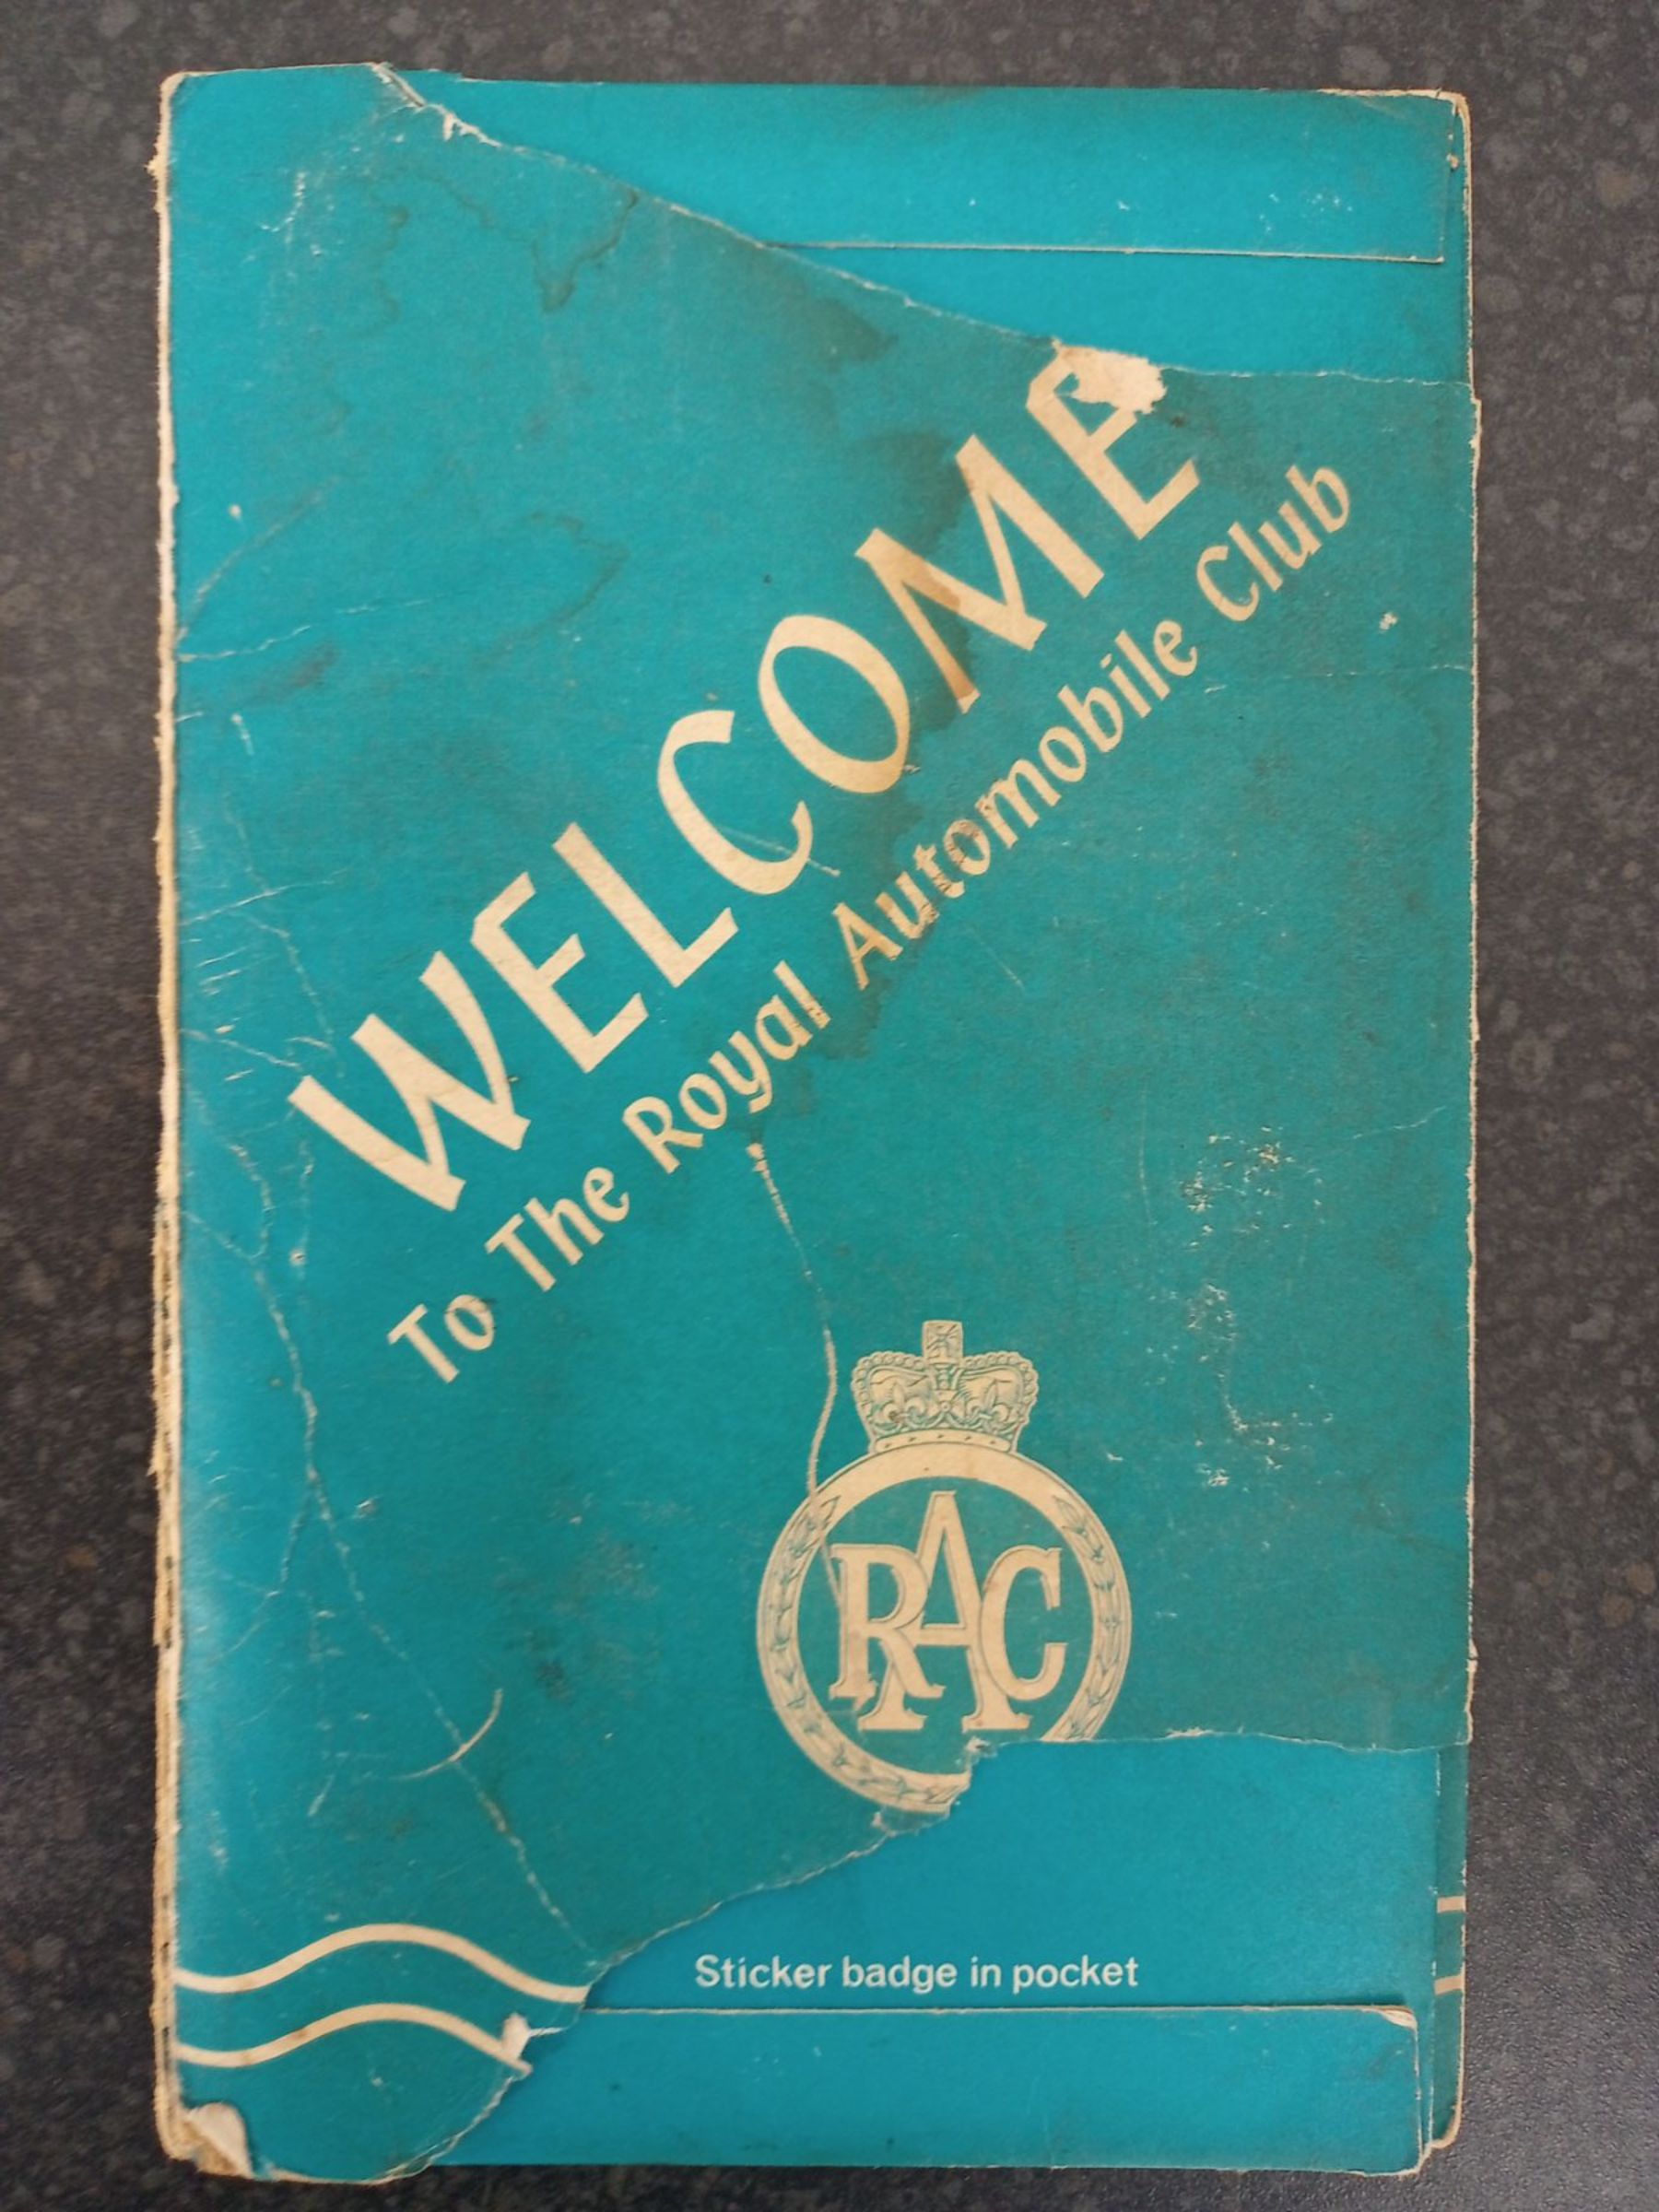 WELCOME
To The Royal Automobile Club
RAC
Sticker badge in pocket